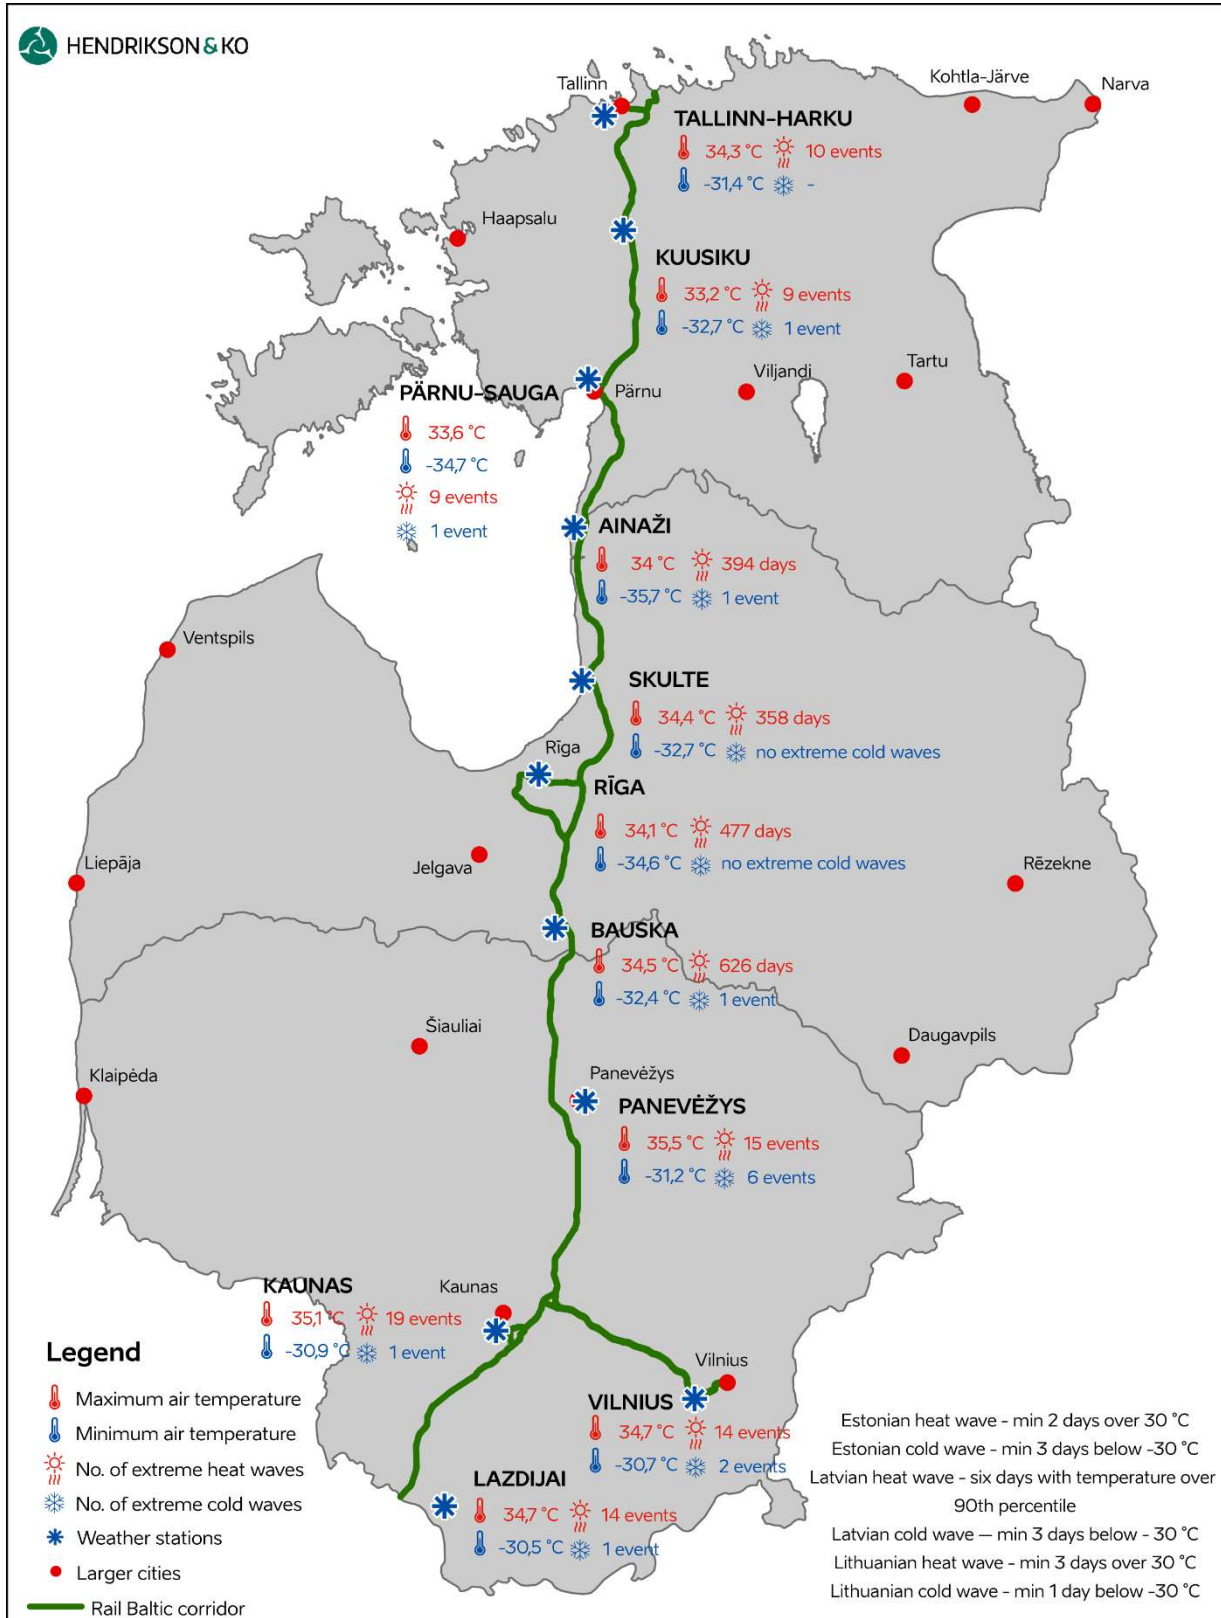 HENDRIKSON & KO
Tallinn
Kohtla-Järve
Narva
TALLINN-HARKU
34,3 °C 10 events
-31,4 °C -
Haapsalu
KUUSIKU
33,2 °C 9 events
-32,7 °C 1 event
Viljandi
Tartu
Pärnu
PÄRNU-SAUGA
33,6 °C
-34,7 °C
9 events
1 event
AINAŽI
34 °C 394 days
-35,7 °C 1 event
Ventspils
SKULTE
34,4 °C 358 days
-32,7 °C no extreme cold waves
Rīga
RĪGA
34,1 °C 477 days
-34,6 °C no extreme cold waves
Liepāja
Jelgava
Rēzekne
BAUSKA
34,5 °C 626 days
-32,4 °C 1 event
Šiauliai
Daugavpils
Klaipėda
Panevėžys
PANEVĖŽYS
35,5 °C 15 events
-31,2 °C 6 events
KAUNAS
Kaunas
35,1 °C 19 events
-30,9 °C 1 event
Vilnius
VILNIUS
34,7 °C 14 events
-30,7 °C 2 events
LAZDIJAI
34,7 °C 14 events
-30,5 °C 1 event
Legend
Maximum air temperature
Minimum air temperature
No. of extreme heat waves
No. of extreme cold waves
Weather stations
Larger cities
Rail Baltic corridor
Estonian heat wave - min 2 days over 30 °C
Estonian cold wave - min 3 days below -30 °C
Latvian heat wave - six days with temperature over
90th percentile
Latvian cold wave — min 3 days below - 30 °C
Lithuanian heat wave - min 3 days over 30 °C
Lithuanian cold wave - min 1 day below -30 °C